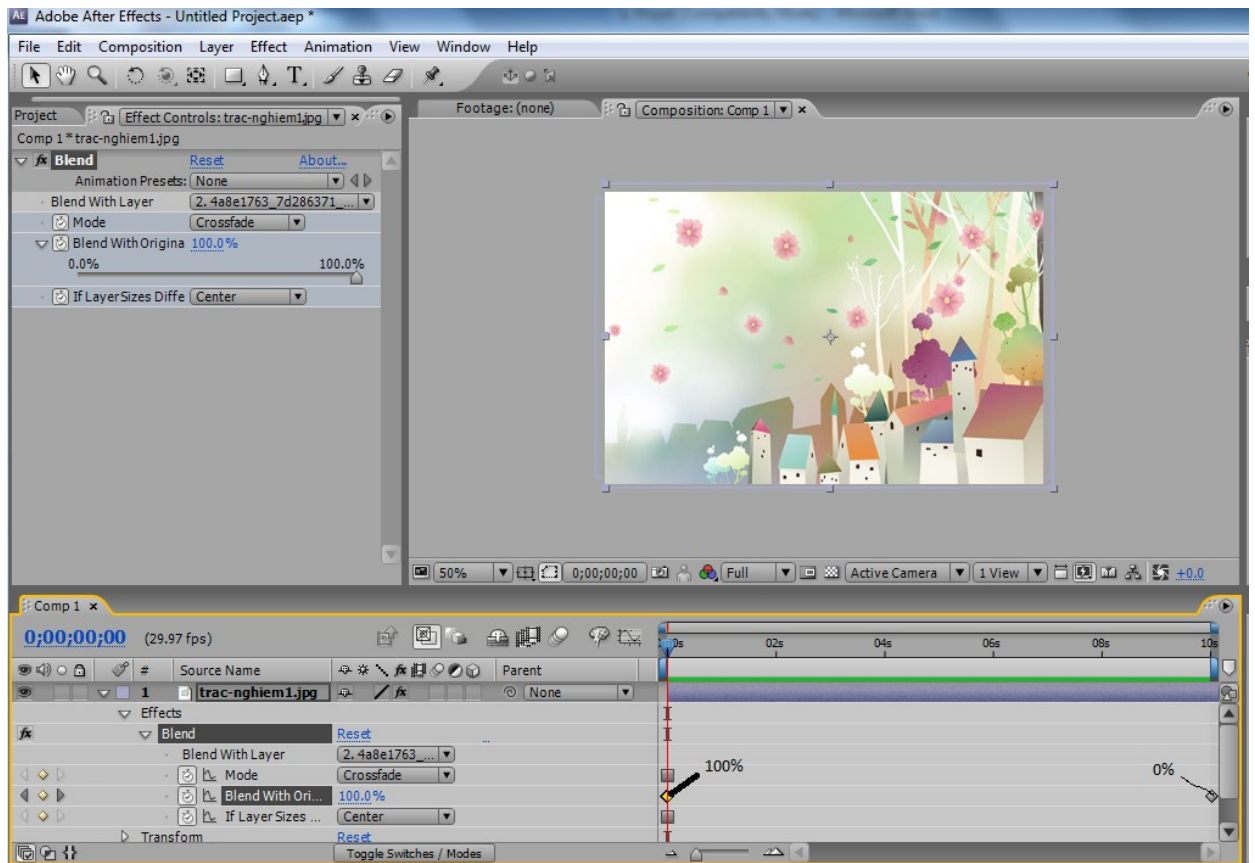 AE Adobe After Effects - Untitled Project.aep *
File Edit Composition Layer Effect Animation View Window Help
T
Project Effect Controls: trac-nghiem1.jpg Footage: (none) Composition: Comp 1
Comp 1 * trac-nghiem1.jpg
fx Blend Reset About...
Animation Presets: None
Blend With Layer 2. 4a8e1763_7d286371_...
Mode Crossfade
Blend With Origina 100.0%
0.0% 100.0%
If Layer Sizes Diffe Center
50% 0;00;00;00 Full Active Camera 1 View +0.0
Comp 1
0;00;00;00 (29.97 fps) 02s 04s 06s 08s 10s
# Source Name fx Parent
1 trac-nghiem1.jpg fx None
Effects
fx Blend Reset ...
Blend With Layer 2. 4a8e1763_...
Mode Crossfade 100% 0%
Blend With Ori... 100.0%
If Layer Sizes ... Center
Transform Reset
Toggle Switches / Modes